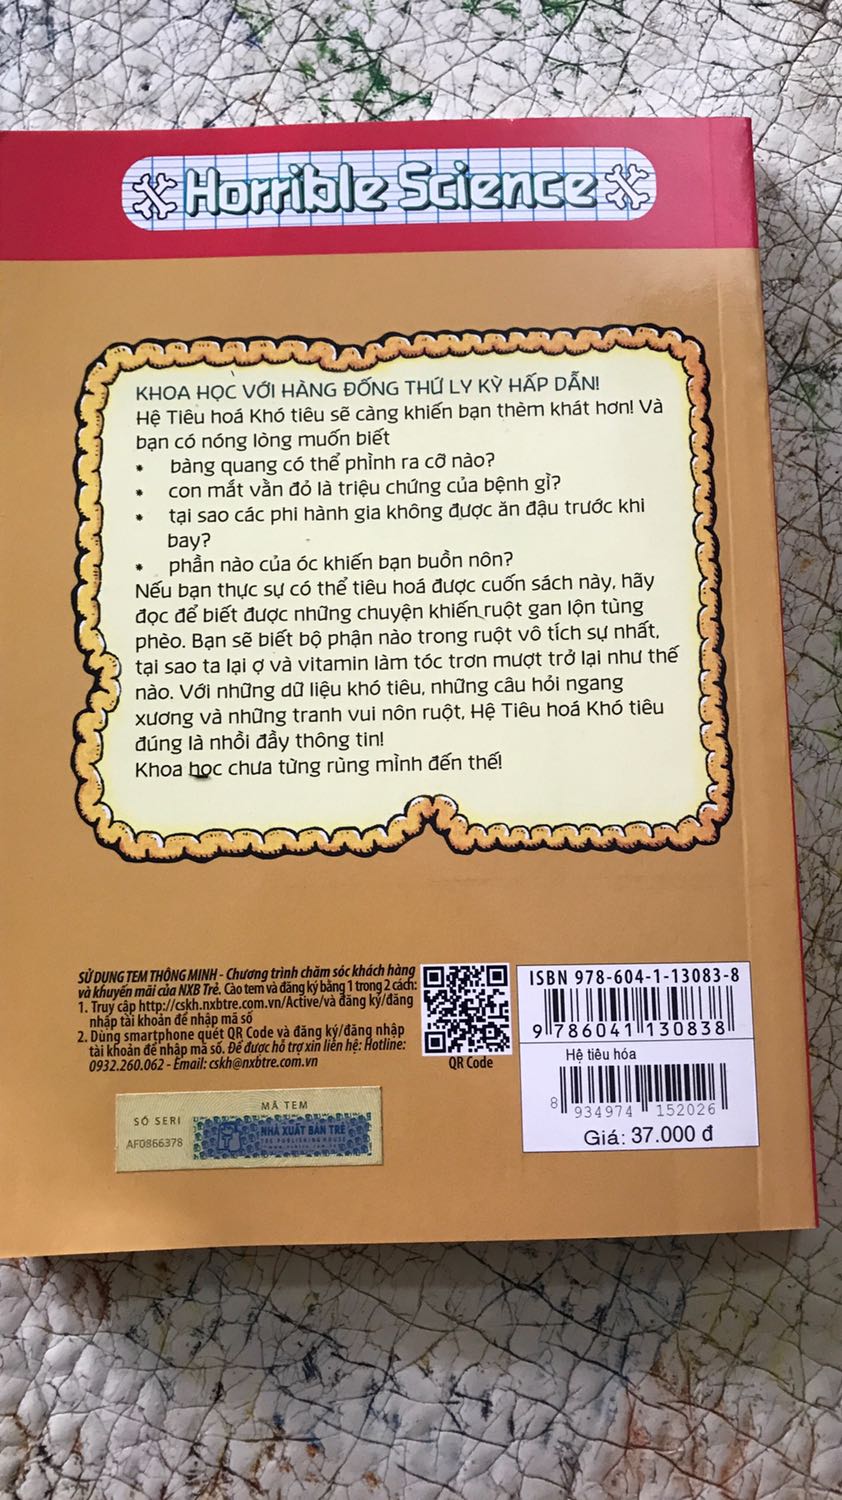 Horrible Science
KHOA HỌC VỚI HÀNG ĐỐNG THỨ LY KỲ HẤP DẪN!
Hệ Tiêu hoá Khó tiêu sẽ càng khiến bạn thèm khát hơn! Và
bạn có nóng lòng muốn biết
* bàng quang có thể phình ra cỡ nào?
* con mắt vằn đỏ là triệu chứng của bệnh gì?
* tại sao các phi hành gia không được ăn đậu trước khi
bay?
* phần nào của óc khiến bạn buồn nôn?
Nếu bạn thực sự có thể tiêu hoá được cuốn sách này, hãy
đọc để biết được những chuyện khiến ruột gan lộn tùng
phèo. Bạn sẽ biết bộ phận nào trong ruột vô tích sự nhất,
tại sao ta lại ợ và vitamin làm tóc trơn mượt trở lại như thế
nào. Với những dữ liệu khó tiêu, những câu hỏi ngang
xương và những tranh vui nôn ruột, Hệ Tiêu hoá Khó tiêu
đúng là nhồi đầy thông tin!
Khoa học chưa từng rùng mình đến thế!
SỬ DỤNG TEM THÔNG MINH - Chương trình chăm sóc khách hàng
và khuyến mãi của NXB Trẻ. Cào tem và đăng ký bằng 1 trong 2 cách:
1. Truy cập http://cskh.nxbtre.com.vn/Active/và đăng ký/đăng
nhập tài khoản để nhập mã số
2. Dùng smartphone quét QR Code và đăng ký/đăng nhập
tài khoản để nhập mã số. Để được hỗ trợ xin liên hệ: Hotline:
0932.260.062 - Email: cskh@nxbtre.com.vn
QR Code
ISBN 978-604-1-13083-8
9 786041 130838
Hệ tiêu hóa
8 934974 152026
Giá: 37.000 đ
MÃ TEM
SỐ SERI
AF0866378
NHÀ XUẤT BẢN TRẺ